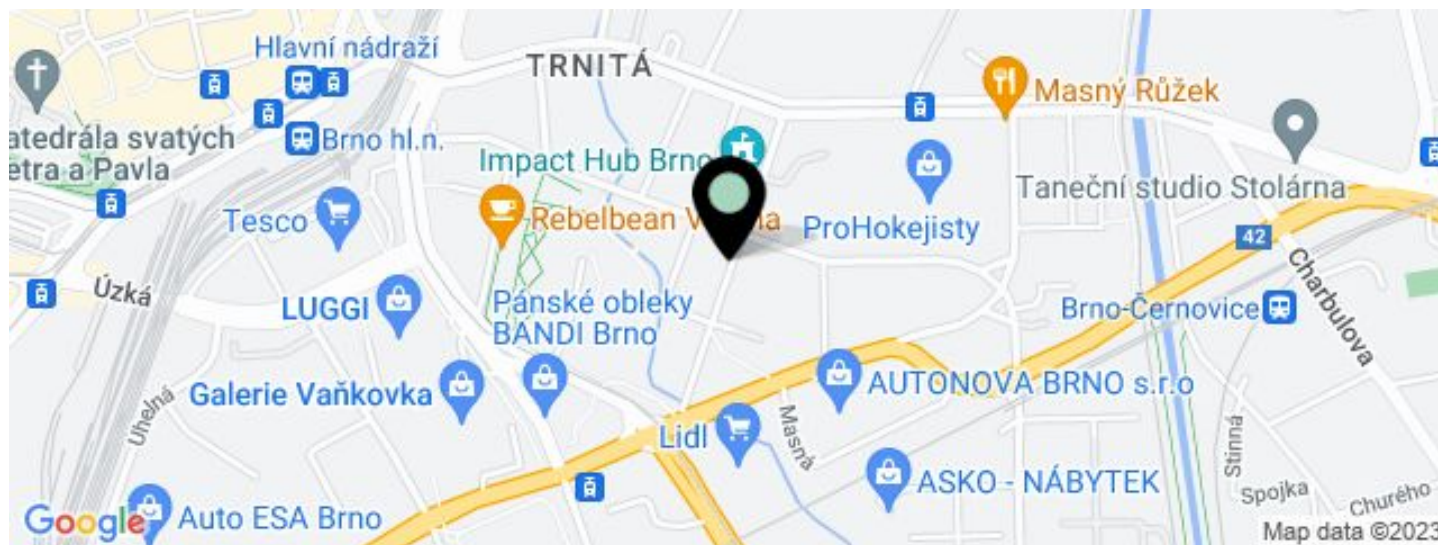 Hlavní nádraží
TRNITÁ
Masný Růžek
atedrála svatých
etra a Pavla
Brno hl.n.
Impact Hub Brno
Taneční studio Stolárna
Tesco
Rebelbean V
na
ProHokejisty
42
Úzká
LUGGI
Pánské obleky
BANDI Brno
Brno-Černovice
Charbulova
Galerie Vaňkovka
AUTONOVA BRNO s.r.o
Uhelná
Lidl
Masná
Stinná
ASKO - NÁBYTEK
Spojka
Churého
Google
Auto ESA Brno
Map data ©2023